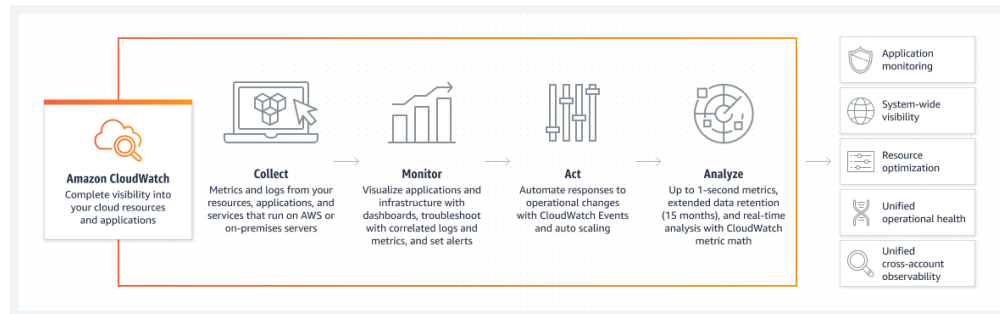 Amazon CloudWatch
Complete visibility into
your cloud resources
and applications
Collect
Metrics and logs from your
resources, applications, and
services that run on AWS or
on-premises servers
Monitor
Visualize applications and
infrastructure with
dashboards, troubleshoot
with correlated logs and
metrics, and set alerts
Act
Automate responses to
operational changes
with CloudWatch Events
and auto scaling
Analyze
Up to 1-second metrics,
extended data retention
(15 months), and real-time
analysis with CloudWatch
metric math
Application
monitoring
System-wide
visibility
Resource
optimization
Unified
operational health
Unified
cross-account
observability